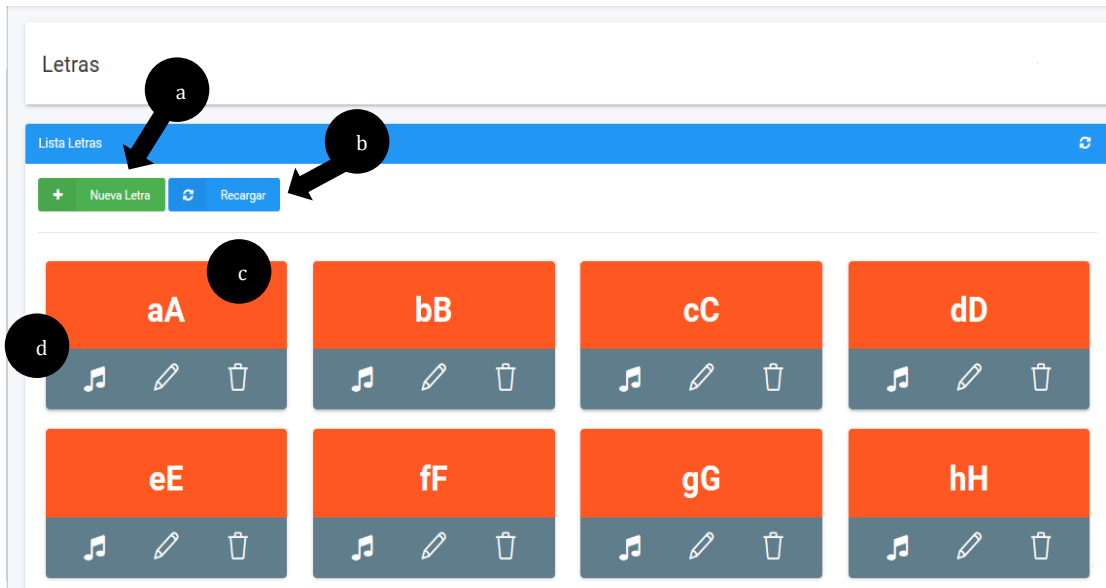 Letras
a
Lista Letras
b
Nueva Letra Recargar
c
aA bB cC dD
d
eE fF gG hH